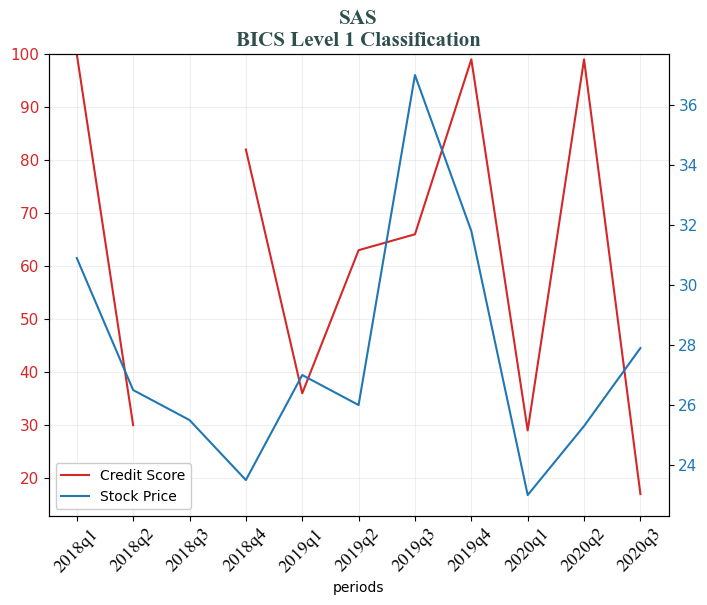 SAS
BICS Level 1 Classification
100
90
80
70
60
50
40
30
20
36
34
32
30
28
26
24
Credit Score
Stock Price
2018q1
2018q2
2018q3
2018q4
2019q1
2019q2
2019q3
2019q4
2020q1
2020q2
2020q3
periods